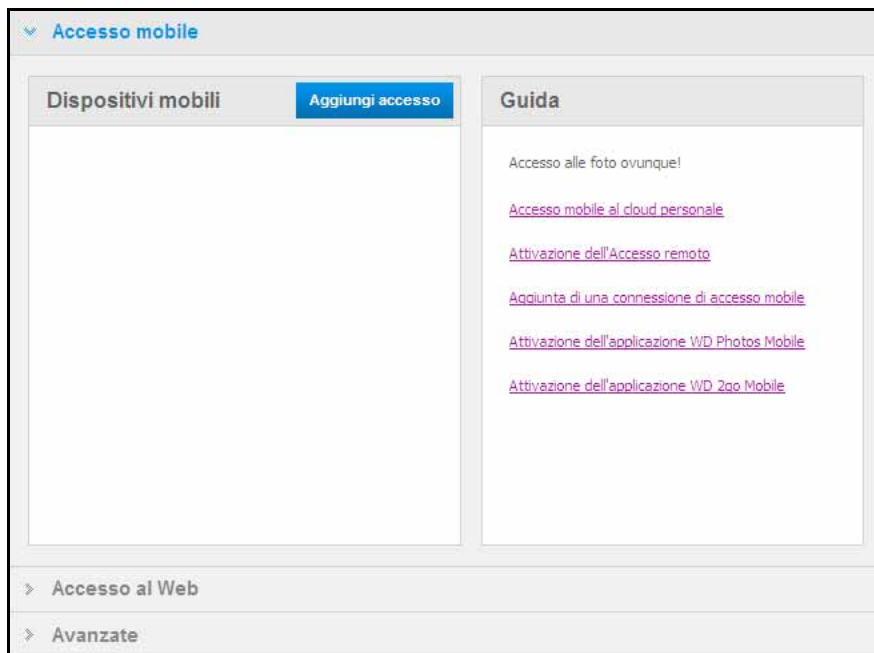 Accesso mobile
Dispositivi mobili
Aggiungi accesso
Guida
Accesso alle foto ovunque!
Accesso mobile al cloud personale
Attivazione dell'Accesso remoto
Aggiunta di una connessione di accesso mobile
Attivazione dell'applicazione WD Photos Mobile
Attivazione dell'applicazione WD 2go Mobile
Accesso al Web
Avanzate